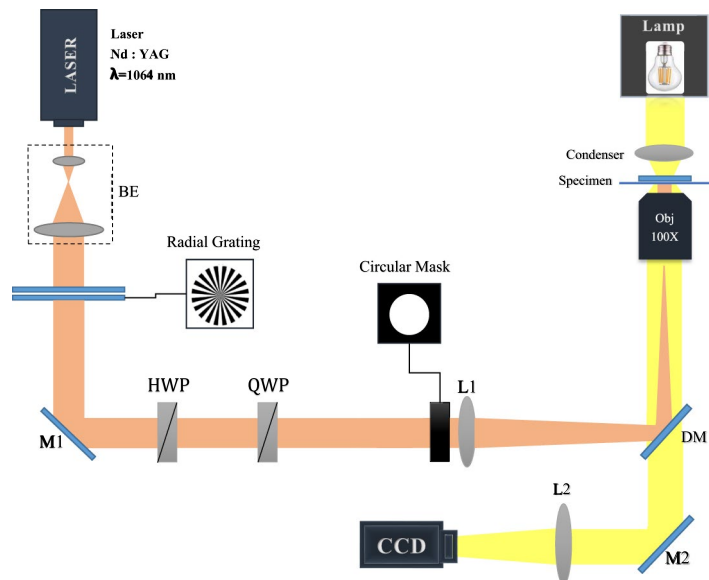 LASER
Laser
Nd : YAG
λ=1064 nm
BE
Radial Grating
Circular Mask
Lamp
Condenser
Specimen
Obj
100X
HWP
QWP
L1
M1
DM
L2
CCD
M2